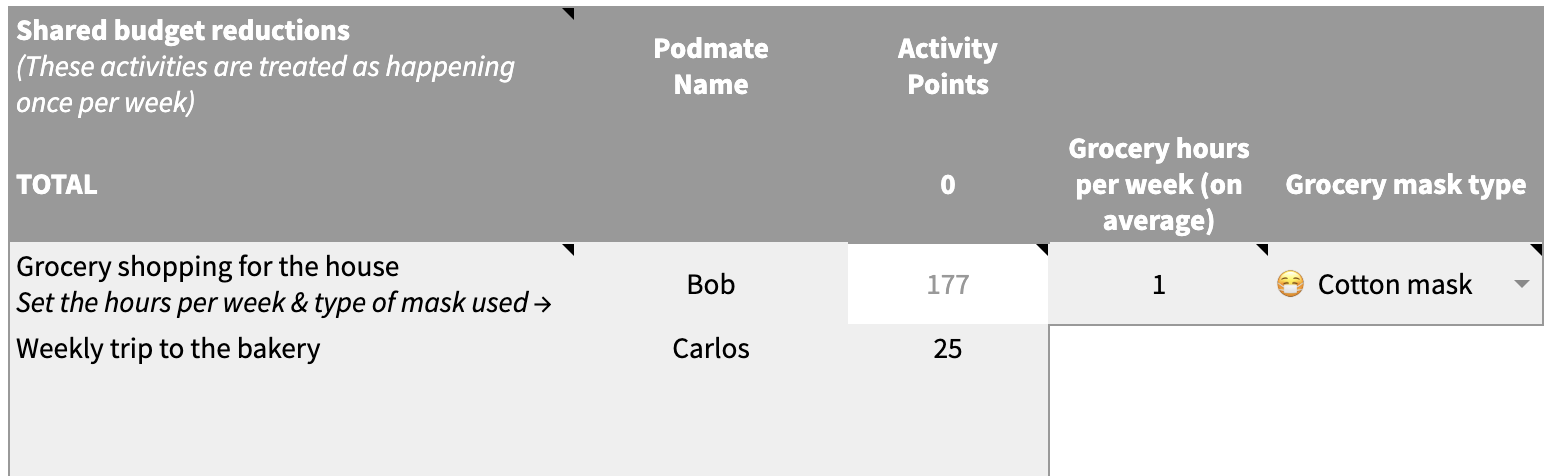 Shared budget reductions
(These activities are treated as happening
once per week)
Podmate
Name
Activity
Points
TOTAL
0
Grocery hours
per week (on
average)
Grocery mask type
Grocery shopping for the house
Set the hours per week & type of mask used →
Bob
177
1
😷 Cotton mask
Weekly trip to the bakery
Carlos
25